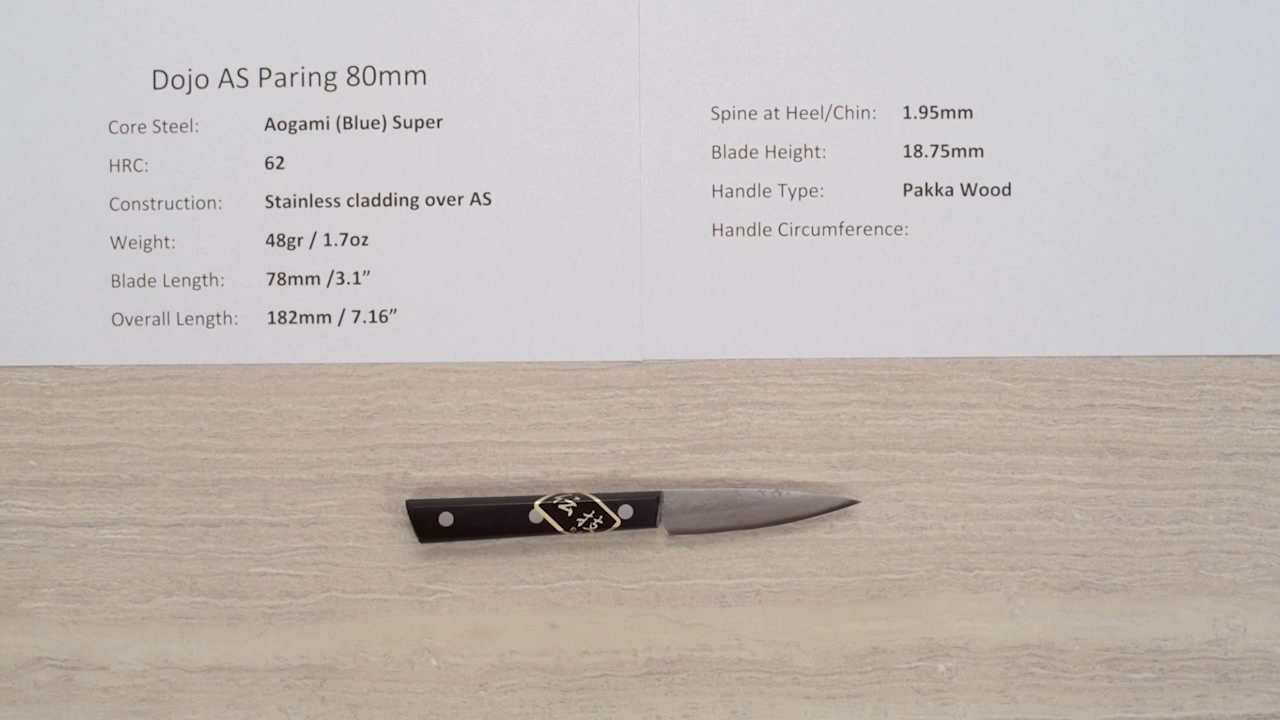 Dojo AS Paring 80mm
Core Steel: Aogami (Blue) Super
HRC: 62
Construction: Stainless cladding over AS
Weight: 48gr / 1.7oz
Blade Length: 78mm /3.1”
Overall Length: 182mm / 7.16”
Spine at Heel/Chin: 1.95mm
Blade Height: 18.75mm
Handle Type: Pakka Wood
Handle Circumference: